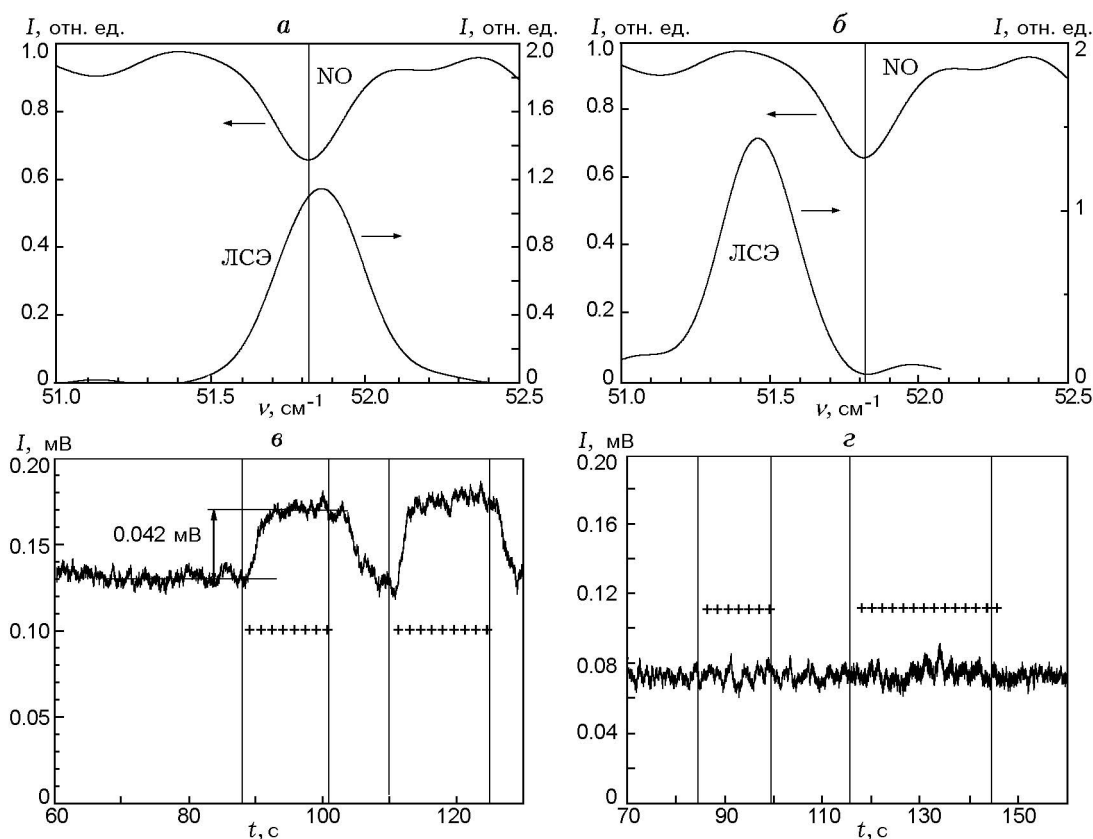 I, отн. ед. а I, отн. ед.
1.0 2.0
NO
0.8 1.6
0.6 1.2
ЛСЭ
0.4 0.8
0.2 0.4
0 0
51.0 51.5 52.0 52.5
ν, см⁻¹
I, отн. ед. б I, отн. ед.
1.0 2
NO
0.8
0.6
1
ЛСЭ
0.4
0.2
0 0
51.0 51.5 52.0 52.5
ν, см⁻¹
I, мВ в
0.20
0.042 мВ
0.15
+++++++++ ++++++++++
0.10
0.05
0
60 80 100 120
t, с
I, мВ г
0.20
0.16
0.12
+++++++ ++++++++++++++
0.08
0.04
0
70 90 110 130 150
t, с